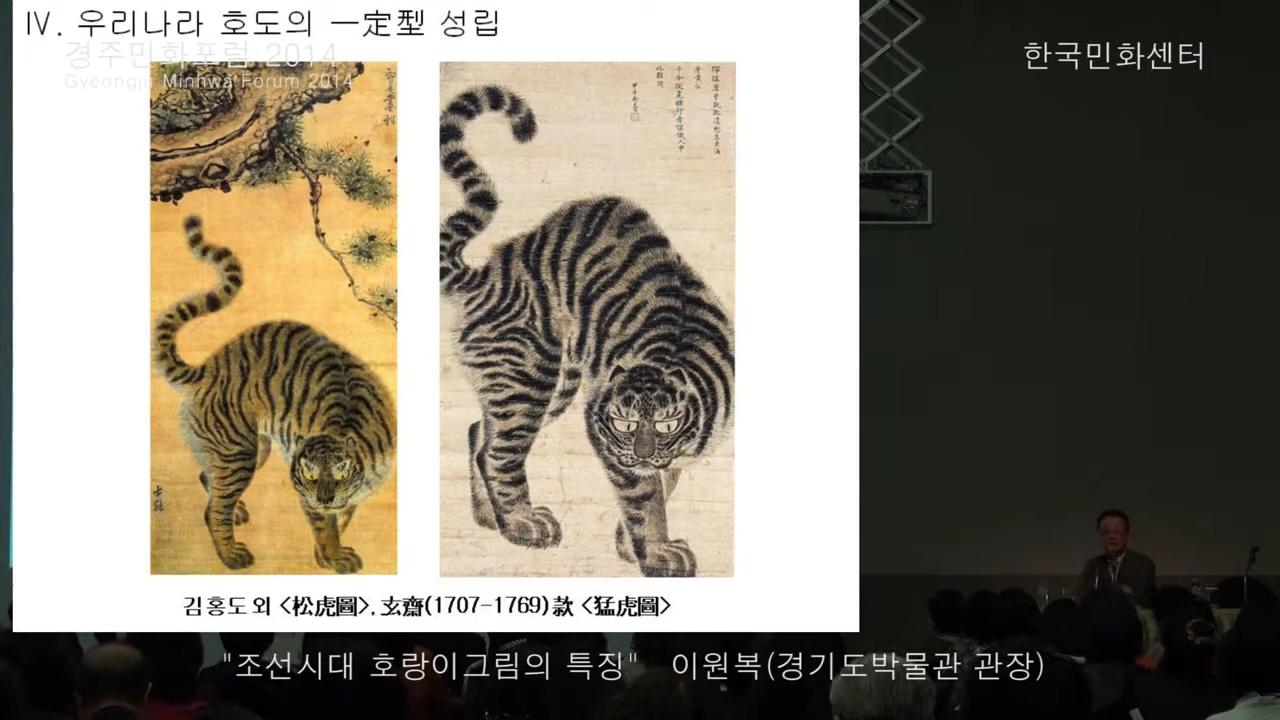 IV. 우리나라 호도의 一定型 성립
경주민화포럼 2014
Gyeongju Minhwa Forum 2014
한국민화센터
士能
김홍도 외 <松虎圖>, 玄齋(1707-1769)款 <猛虎圖>
"조선시대 호랑이그림의 특징" 이원복(경기도박물관 관장)